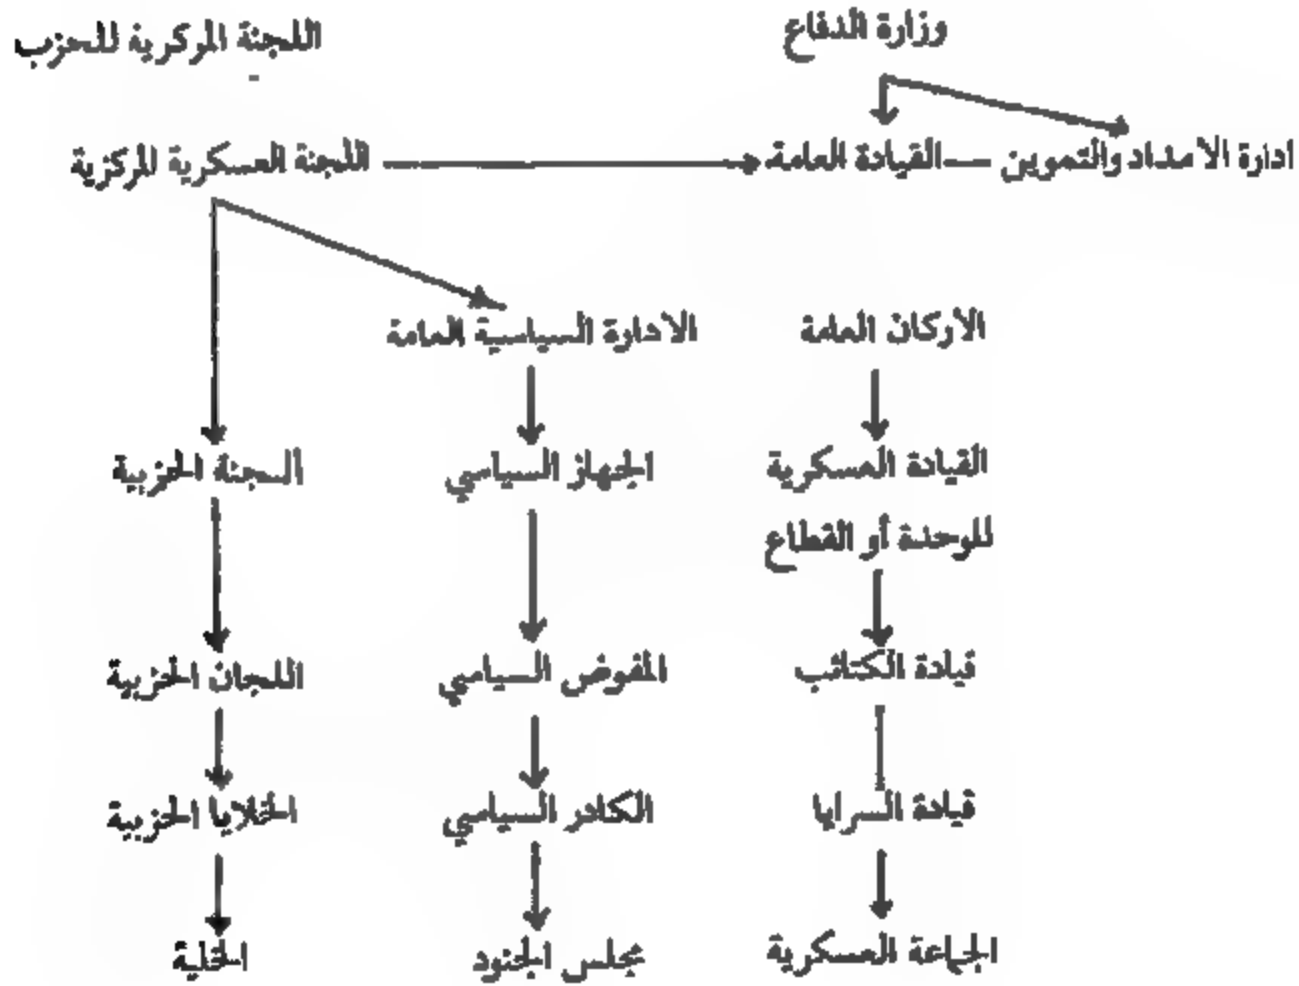 وزارة الدفاع
اللجنة المركرية للحزب
ادارة الامداد والتموين — القيادة العامة
اللجنة العسكرية المركزية
الأركان العامة
الادارة السياسية العامة
القيادة العسكرية
الجهاز السياسي
السجنة الحزبية
للوحدة أو القطاع
قيادة الكتائب
المفوض السياسي
اللجان الحزبية
قيادة السرايا
الكادر السياسي
الخلايا الحزبية
الجماعة العسكرية
مجلس الجنود
الخلية